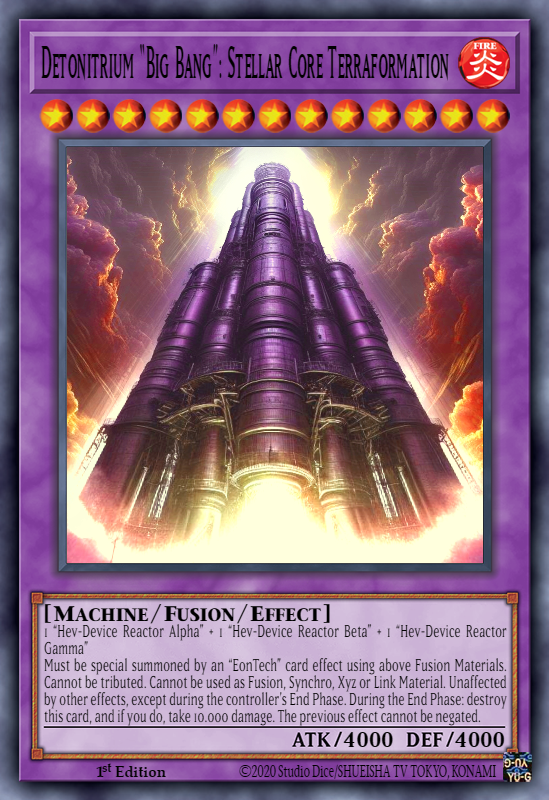 Detonitrium "Big Bang": Stellar Core Terraformation
FIRE
炎
[Machine/Fusion/Effect]
1 “Hev-Device Reactor Alpha” + 1 “Hev-Device Reactor Beta” + 1 “Hev-Device Reactor
Gamma”
Must be special summoned by an “EonTech” card effect using above Fusion Materials.
Cannot be tributed. Cannot be used as Fusion, Synchro, Xyz or Link Material. Unaffected
by other effects, except during the controller's End Phase. During the End Phase: destroy
this card, and if you do, take 10.000 damage. The previous effect cannot be negated.
ATK/4000 DEF/4000
1st Edition
©2020 Studio Dice/SHUEISHA TV TOKYO, KONAMI